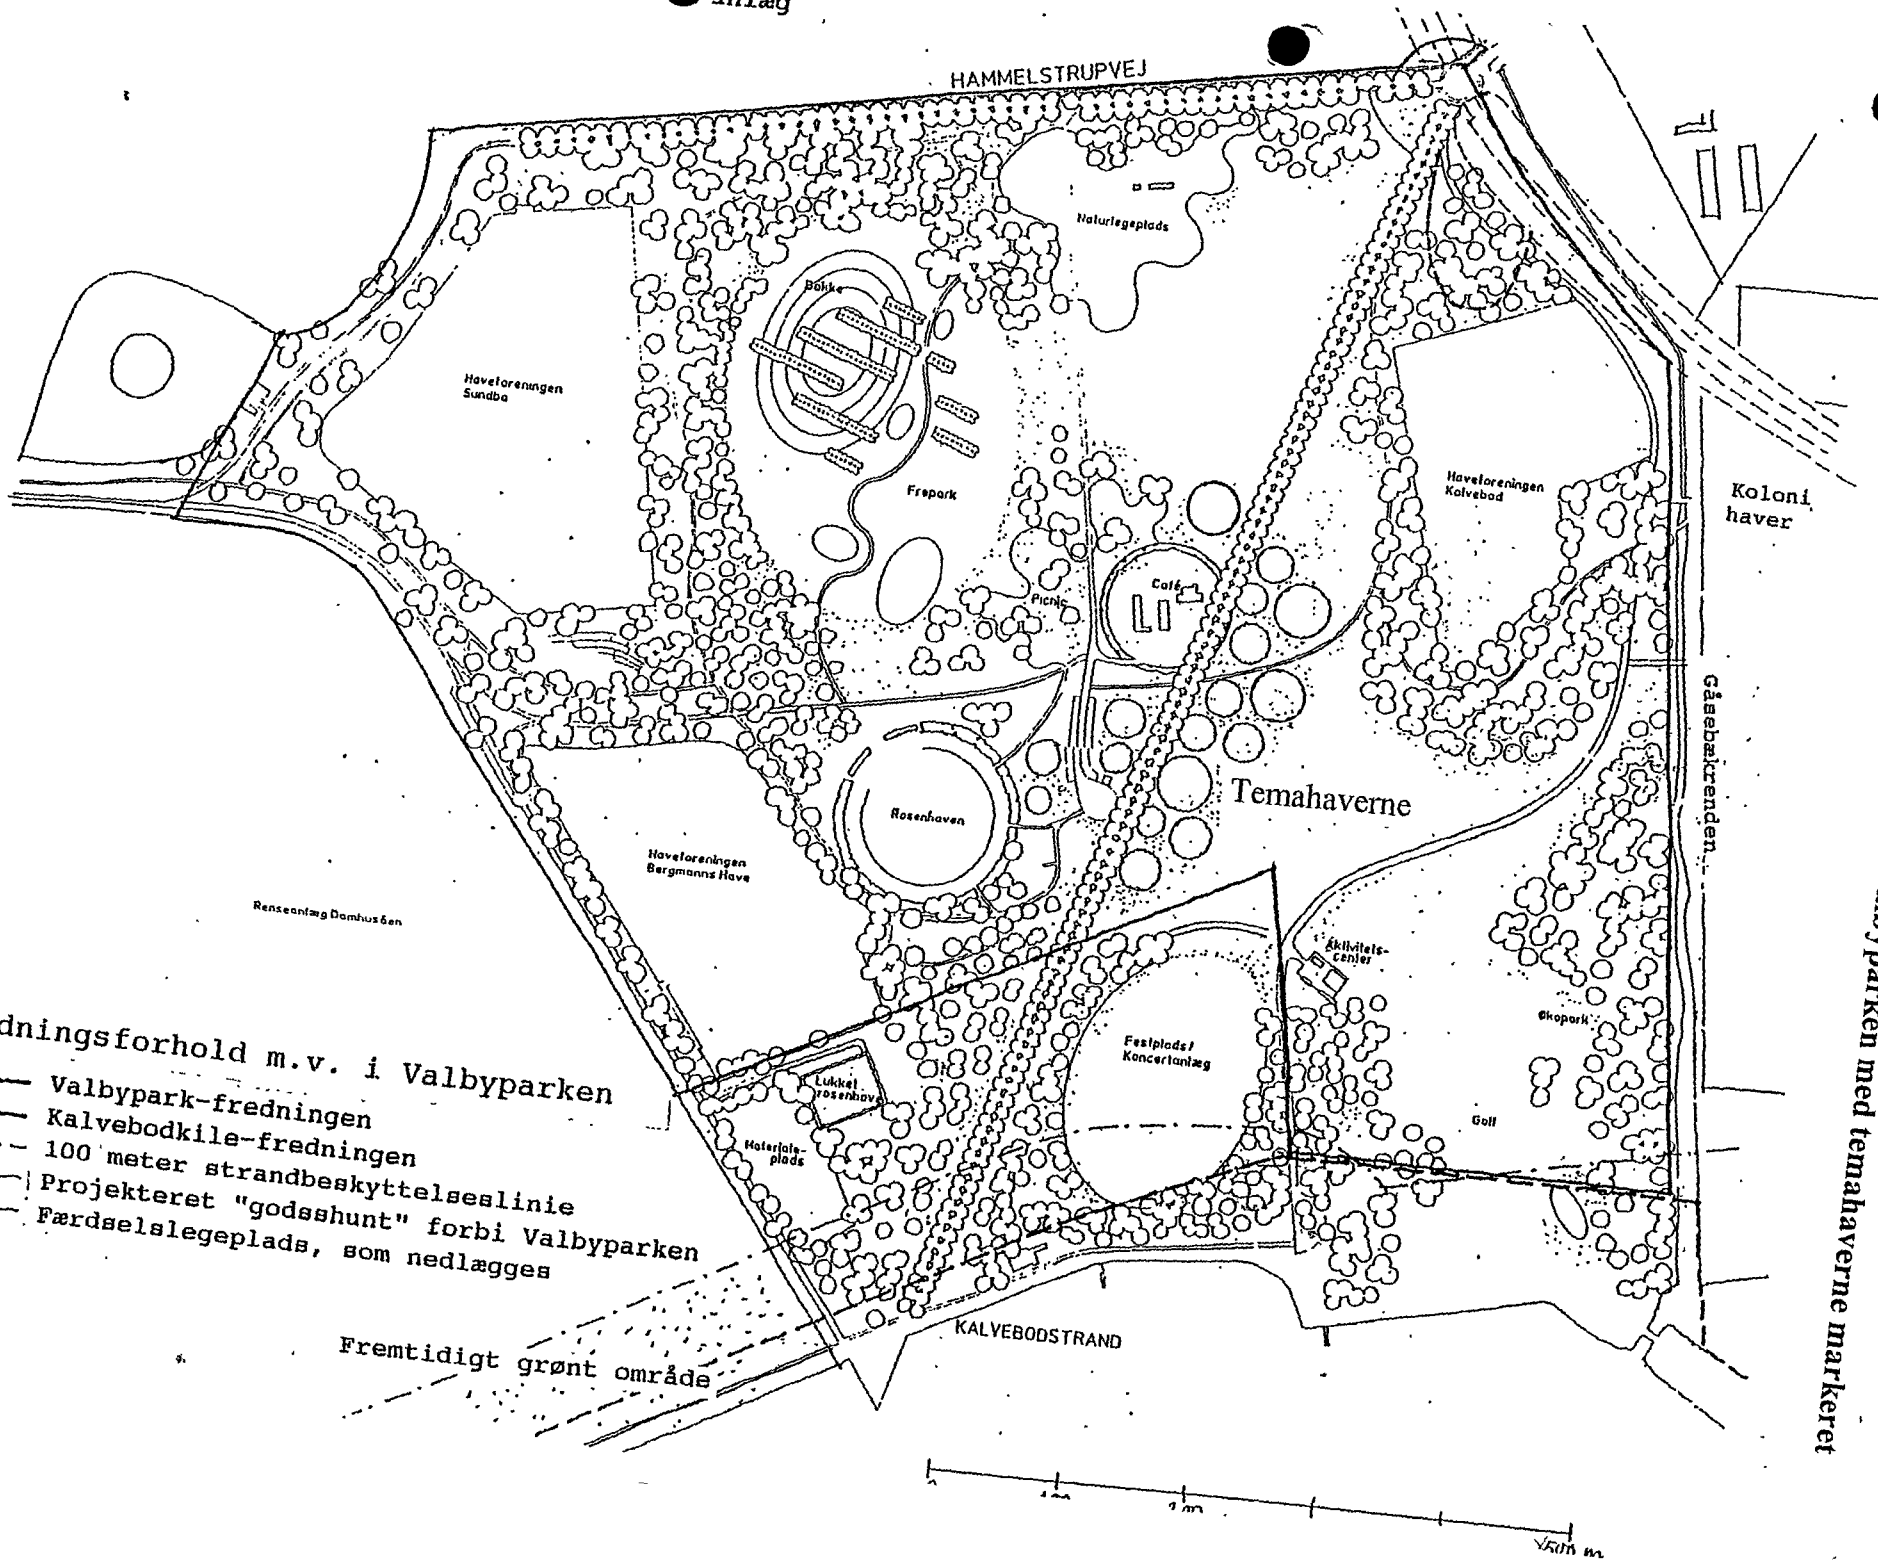 HAMMELSTRUPVEJ
Naturlegeplads
Bakke
Haveforeningen
Sundbo
Frøpark
Haveforeningen
Kalvebod
Koloni
haver
Café
Picnic
Gåsebækrenden
Temahaverne
Rosenhaven
Haveforeningen
Bergmanns Have
Renseanlæg Damhusåen
Aktivitets-
center
Økopark
Festplads/
Koncertanlæg
Lukket
rosenhave
Golf
Materiale-
plads
dningsforhold m.v. i Valbyparken
Valbypark-fredningen
Kalvebodkile-fredningen
100 meter strandbeskyttelseslinie
Projekteret "godsshunt" forbi Valbyparken
Færdselslegeplads, som nedlægges
Fremtidigt grønt område
KALVEBODSTRAND
byparken med temahaverne markeret
500 m